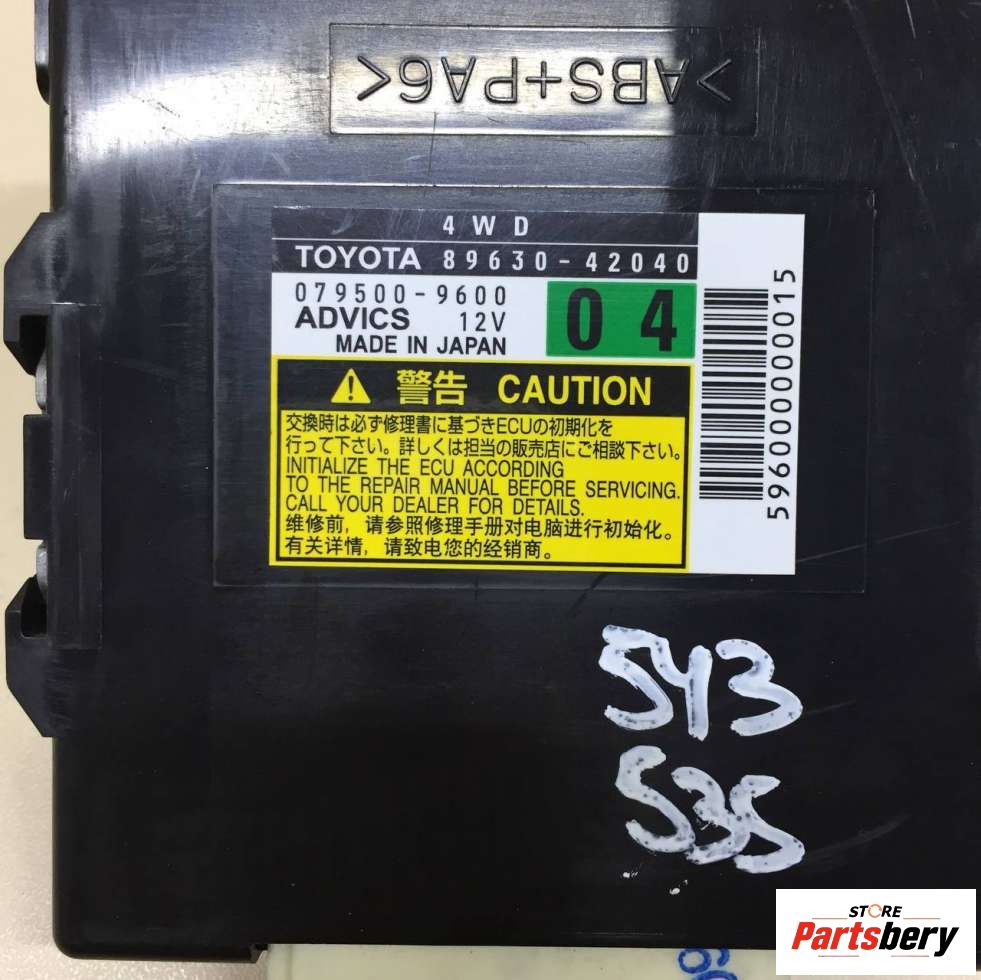 >ABS+PA6<
4WD
TOYOTA 89630-42040
079500-9600
ADVICS 12V
MADE IN JAPAN
04
警告 CAUTION
交換時は必ず修理書に基づきECUの初期化を
行って下さい。詳しくは担当の販売店にご相談下さい。
INITIALIZE THE ECU ACCORDING
TO THE REPAIR MANUAL BEFORE SERVICING.
CALL YOUR DEALER FOR DETAILS.
维修前，请参照修理手册对电脑进行初始化。
有关详情，请致电您的经销商。
5960000000015
543
535
STORE
Partsbery